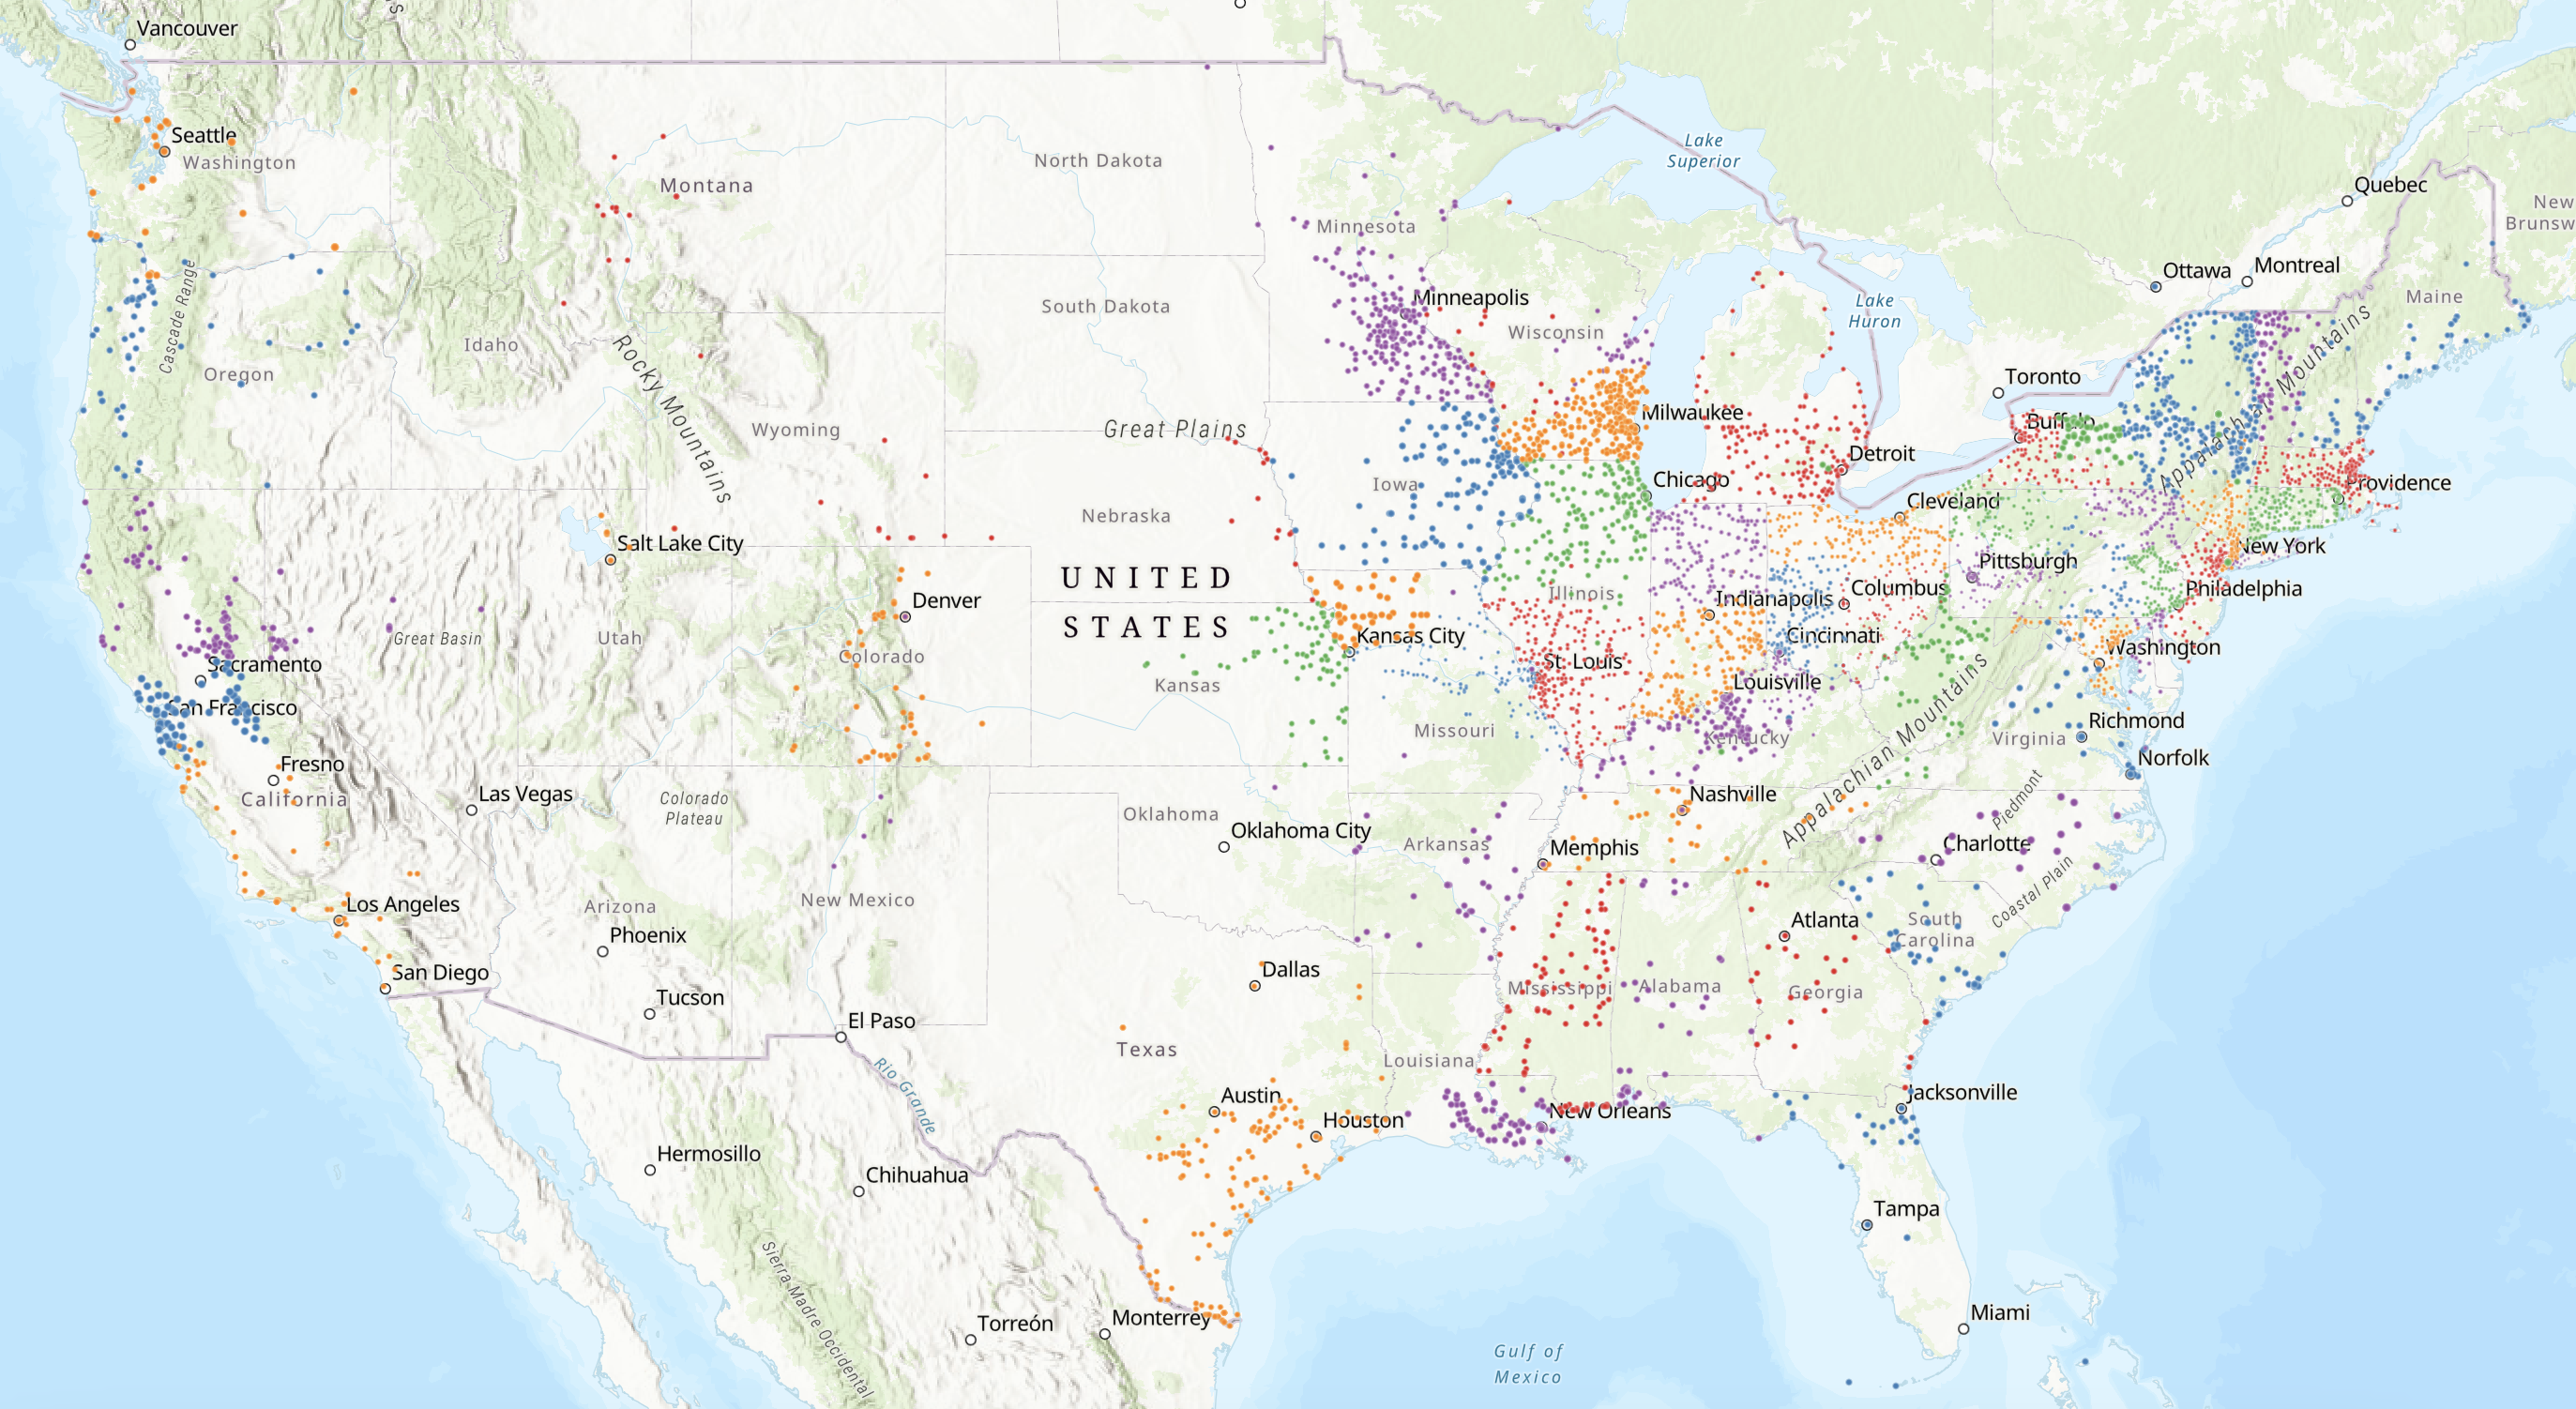 Vancouver
Seattle
Washington
Montana
North Dakota
Minnesota
Lake
Superior
Quebec
New
Brunsw
Ottawa
Montreal
Maine
Lake
Huron
Cascade Range
Oregon
Idaho
Rocky Mountains
South Dakota
Minneapolis
Wisconsin
Toronto
Buffalo
Appalachian Mountains
Wyoming
Great Plains
Milwaukee
Detroit
Iowa
Chicago
Cleveland
Providence
Nebraska
Salt Lake City
New York
Pittsburgh
UNITED
STATES
Denver
Illinois
Indianapolis
Columbus
Philadelphia
Great Basin
Utah
Colorado
Kansas City
Cincinnati
Washington
Sacramento
San Francisco
Kansas
St. Louis
Louisville
Missouri
Kentucky
Appalachian Mountains
Virginia
Richmond
Norfolk
Fresno
California
Las Vegas
Colorado
Plateau
Oklahoma
Oklahoma City
Arkansas
Nashville
Memphis
Piedmont
Charlotte
Coastal Plain
Los Angeles
Arizona
Phoenix
New Mexico
Atlanta
South
Carolina
San Diego
Tucson
Dallas
Mississippi
Alabama
Georgia
El Paso
Texas
Louisiana
Rio Grande
Austin
Houston
New Orleans
Jacksonville
Hermosillo
Chihuahua
Tampa
Sierra Madre Occidental
Torreón
Monterrey
Miami
Gulf of
Mexico